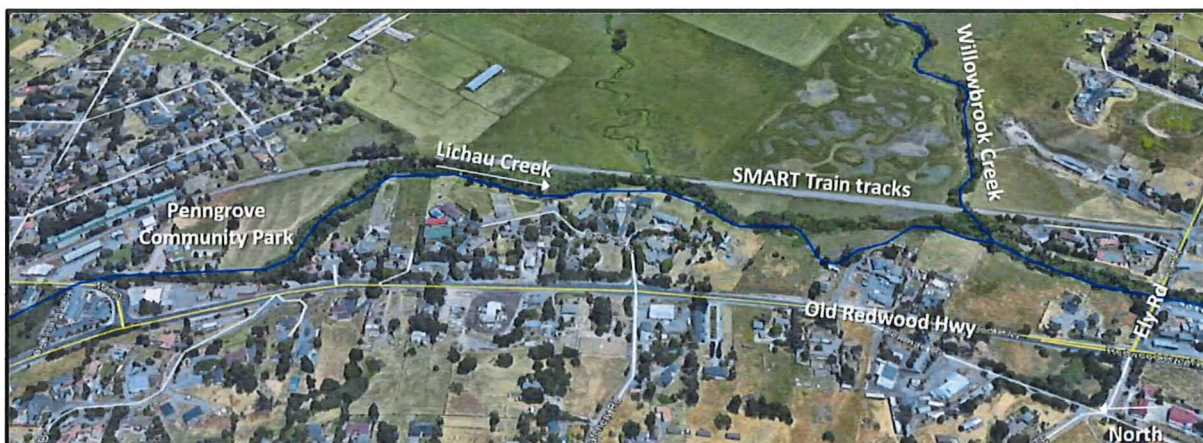 Willowbrook Creek
Lichau Creek
SMART Train tracks
Penngrove
Community Park
Ely Rd
Old Redwood Hwy
North